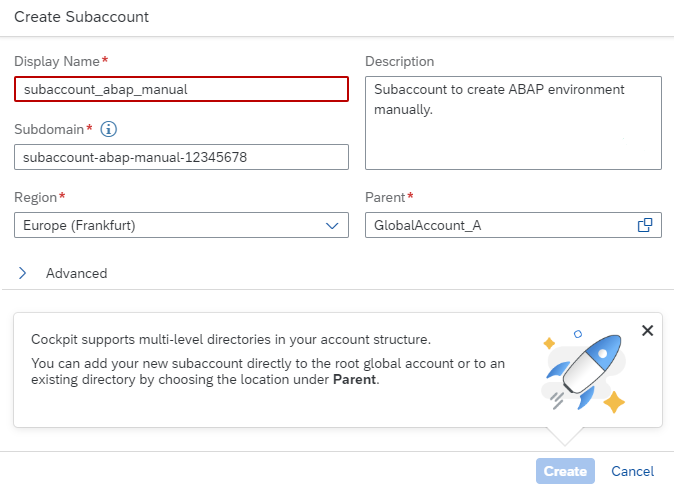 Create Subaccount
Display Name*
subaccount_abap_manual
Subdomain*
subaccount-abap-manual-12345678
Region*
Europe (Frankfurt)
Description
Subaccount to create ABAP environment
manually.
Parent*
GlobalAccount_A
Advanced
Cockpit supports multi-level directories in your account structure.
You can add your new subaccount directly to the root global account or to an
existing directory by choosing the location under Parent.
Create
Cancel